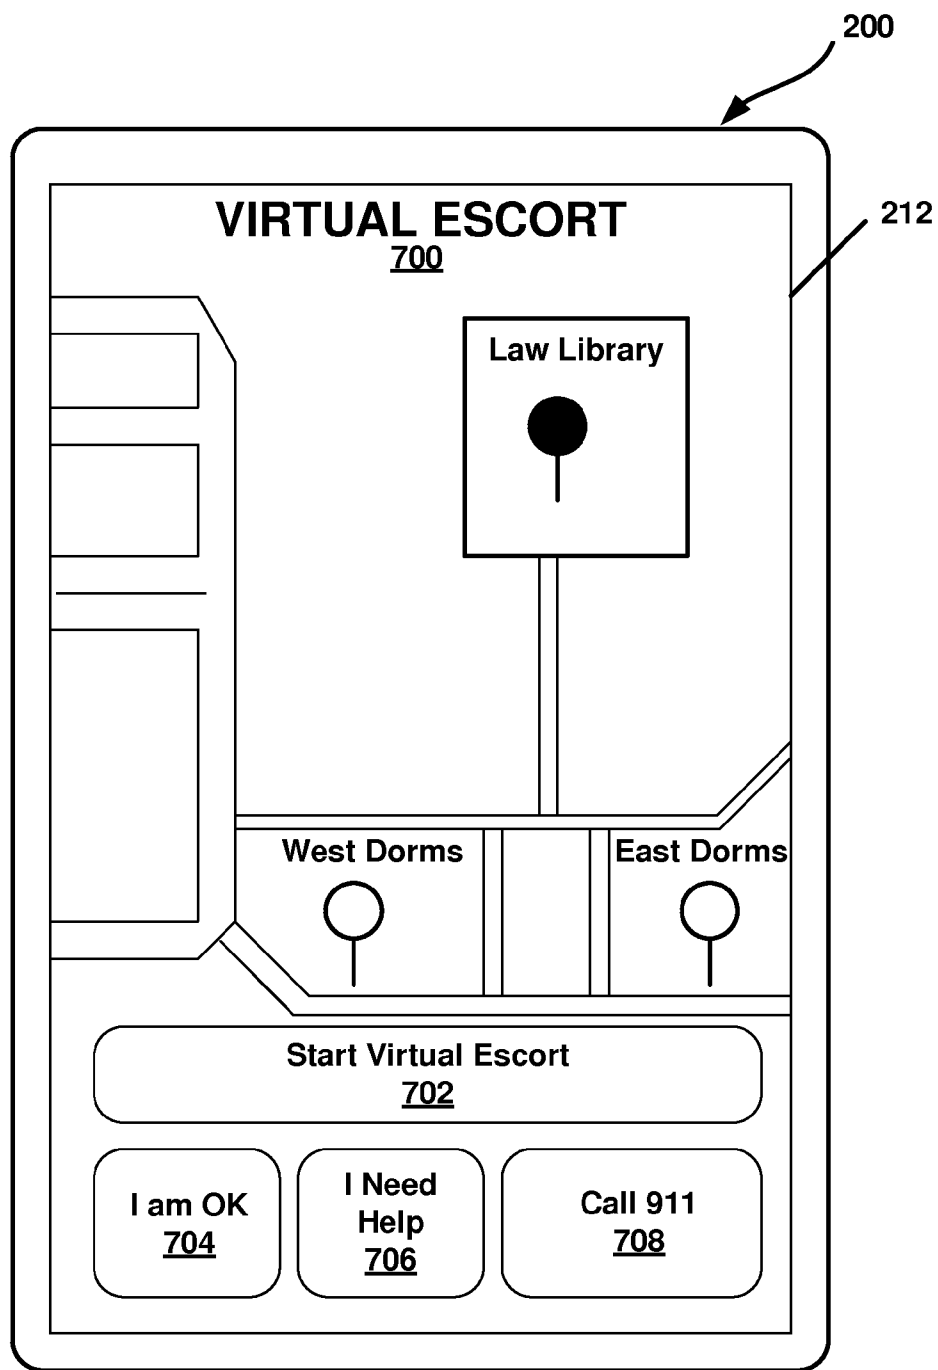 200
212
VIRTUAL ESCORT
700
Law Library
West Dorms
East Dorms
Start Virtual Escort
702
I am OK
704
I Need
Help
706
Call 911
708